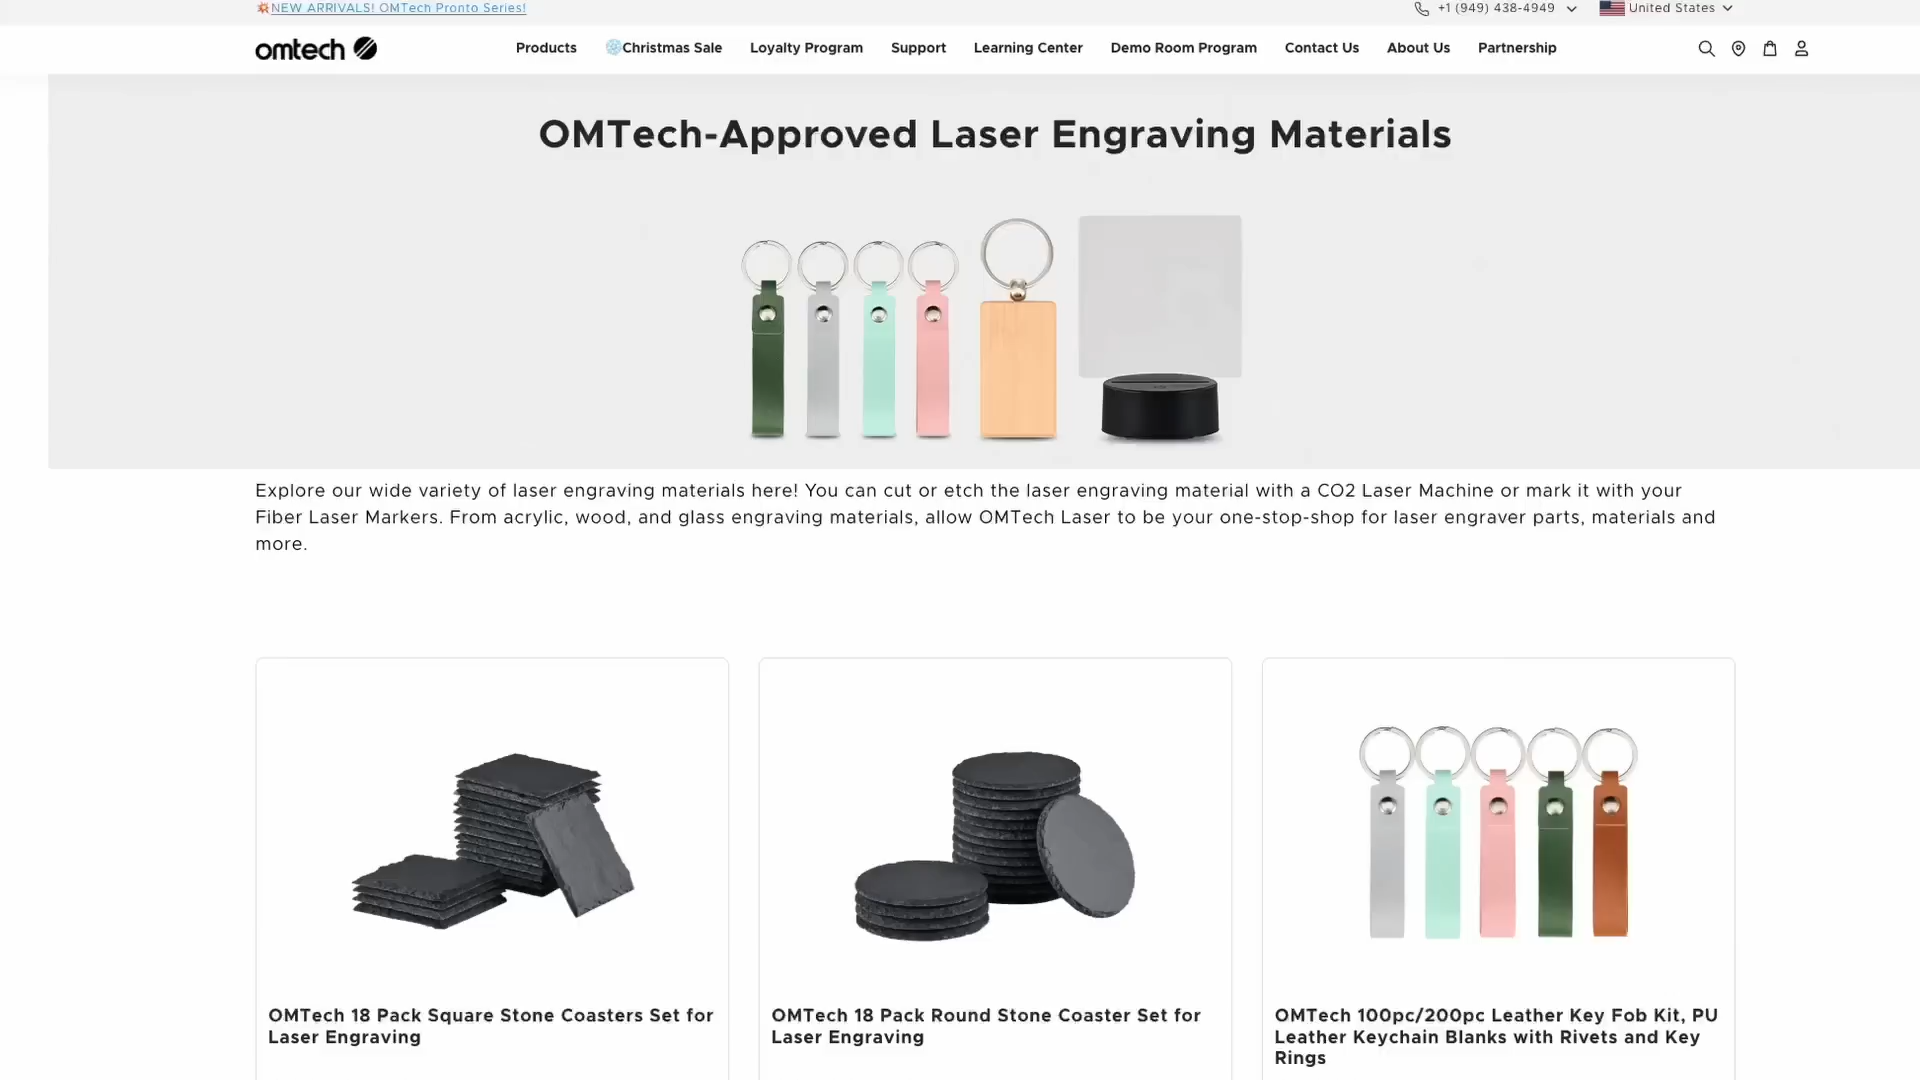 NEW ARRIVALS! OMTech Pronto Series!
+1 (949) 438-4949
United States
omtech
Products
Christmas Sale
Loyalty Program
Support
Learning Center
Demo Room Program
Contact Us
About Us
Partnership
OMTech-Approved Laser Engraving Materials
Explore our wide variety of laser engraving materials here! You can cut or etch the laser engraving material with a CO2 Laser Machine or mark it with your
Fiber Laser Markers. From acrylic, wood, and glass engraving materials, allow OMTech Laser to be your one-stop-shop for laser engraver parts, materials and
more.
OMTech 18 Pack Square Stone Coasters Set for
Laser Engraving
OMTech 18 Pack Round Stone Coaster Set for
Laser Engraving
OMTech 100pc/200pc Leather Key Fob Kit, PU
Leather Keychain Blanks with Rivets and Key
Rings